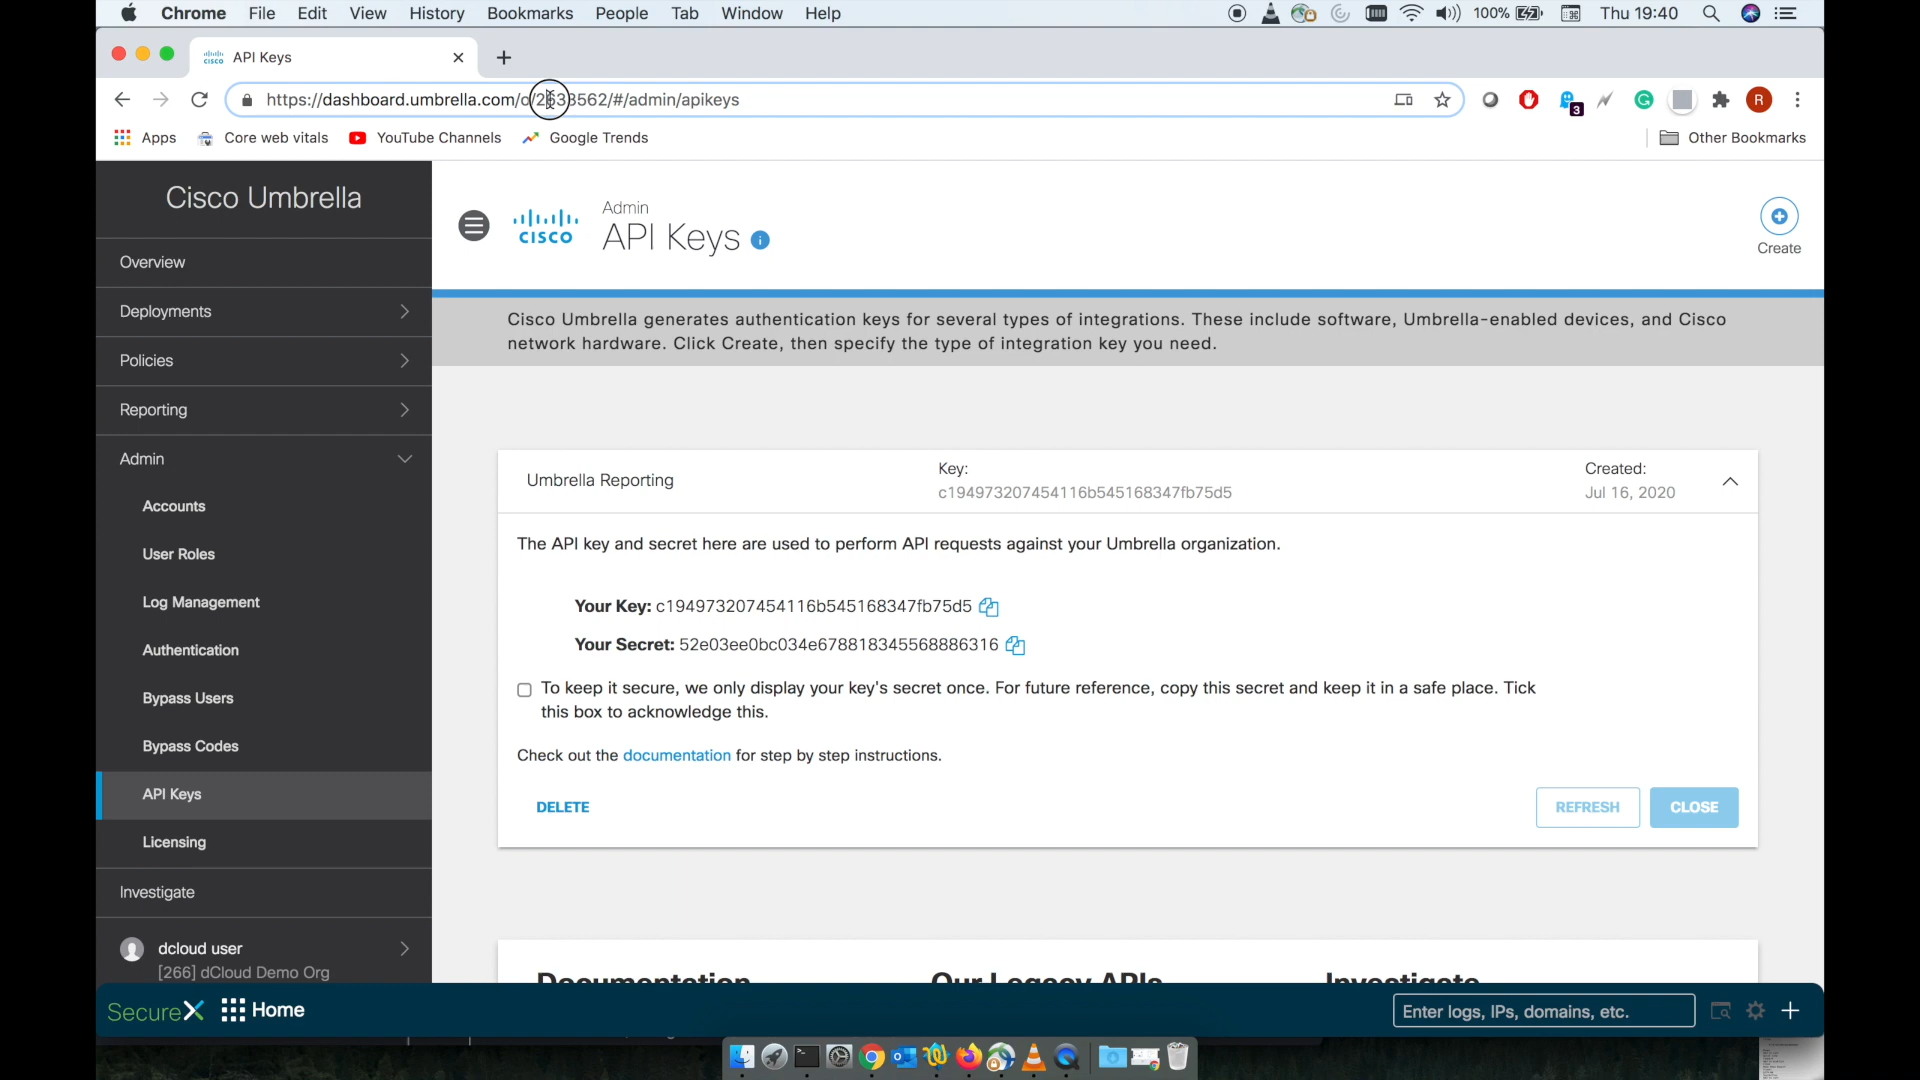 Chrome File Edit View History Bookmarks People Tab Window Help 100% Thu 19:40
API Keys
https://dashboard.umbrella.com/o/2633562/#/admin/apikeys
3
R
Apps Core web vitals YouTube Channels Google Trends Other Bookmarks
Cisco Umbrella
Overview
Deployments
Policies
Reporting
Admin
Accounts
User Roles
Log Management
Authentication
Bypass Users
Bypass Codes
API Keys
Licensing
Investigate
dcloud user
[266] dCloud Demo Org
CISCO
Admin
API Keys
Create
Cisco Umbrella generates authentication keys for several types of integrations. These include software, Umbrella-enabled devices, and Cisco
network hardware. Click Create, then specify the type of integration key you need.
Umbrella Reporting
Key:
c194973207454116b545168347fb75d5
Created:
Jul 16, 2020
The API key and secret here are used to perform API requests against your Umbrella organization.
Your Key: c194973207454116b545168347fb75d5
Your Secret: 52e03ee0bc034e678818345568886316
To keep it secure, we only display your key's secret once. For future reference, copy this secret and keep it in a safe place. Tick
this box to acknowledge this.
Check out the documentation for step by step instructions.
DELETE
REFRESH
CLOSE
Documentation Our Legacy APIs Investigate
SecureX Home
Enter logs, IPs, domains, etc.